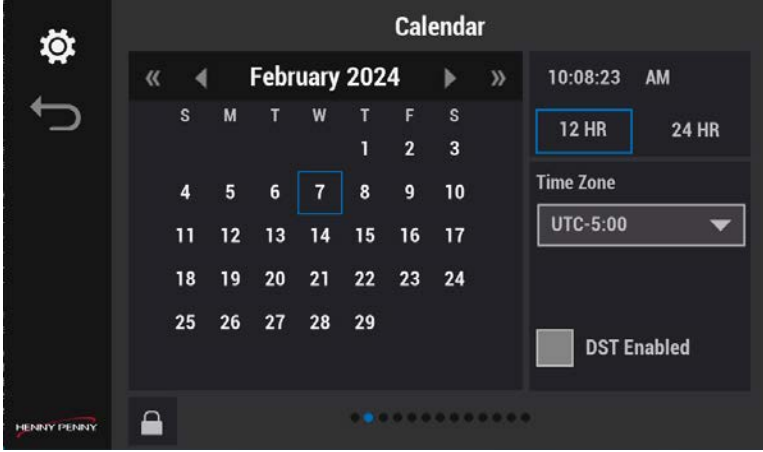 Calendar
« February 2024 »
S M T W T F S
1 2 3
4 5 6 7 8 9 10
11 12 13 14 15 16 17
18 19 20 21 22 23 24
25 26 27 28 29
10:08:23 AM
12 HR 24 HR
Time Zone
UTC-5:00
DST Enabled
HENNY PENNY